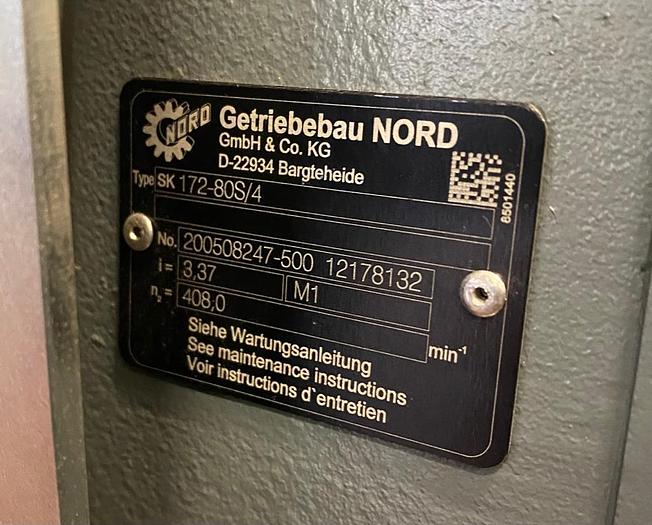 NORD
Getriebebau NORD
GmbH & Co. KG
D-22934 Bargteheide
Type SK 172-80S/4
8501440
No. 200508247-500 12178132
i = 3,37 M1
n₂ = 408,0 min⁻¹
Siehe Wartungsanleitung
See maintenance instructions
Voir instructions d`entretien